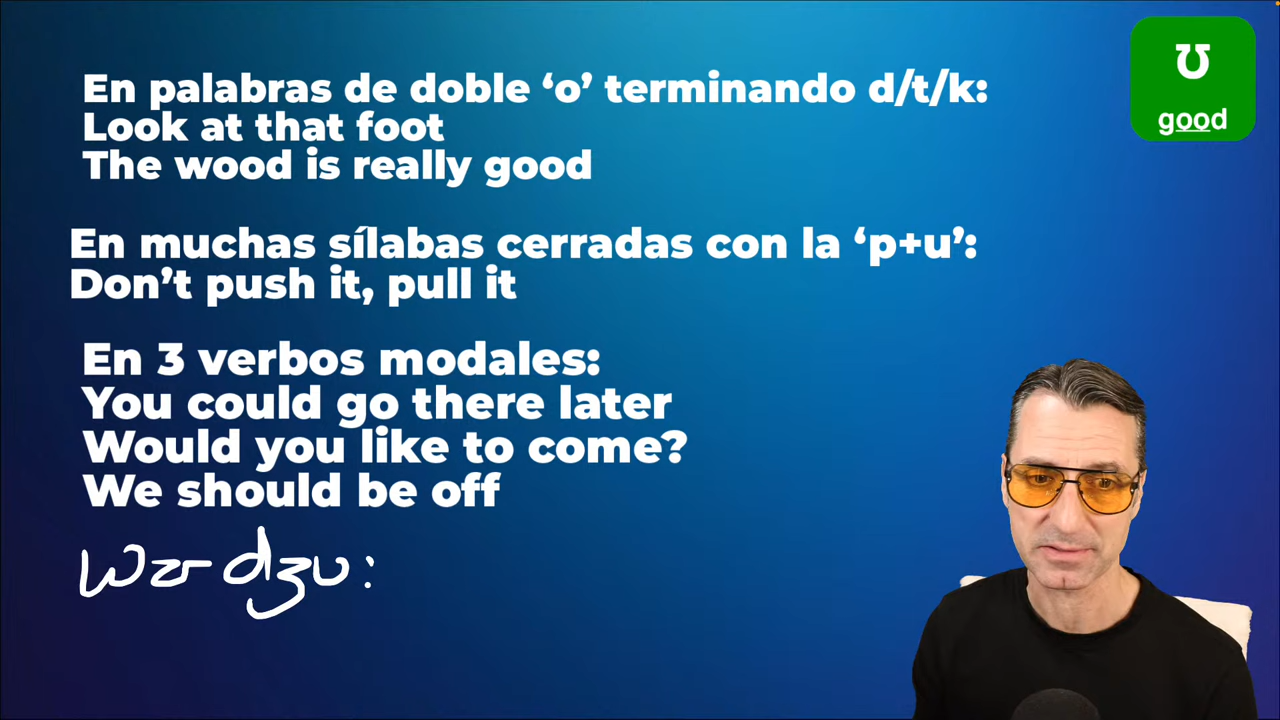 En palabras de doble ‘o’ terminando d/t/k:
Look at that foot
The wood is really good
ʊ
good
En muchas sílabas cerradas con la ‘p+u’:
Don’t push it, pull it
En 3 verbos modales:
You could go there later
Would you like to come?
We should be off
wʊdʒuː